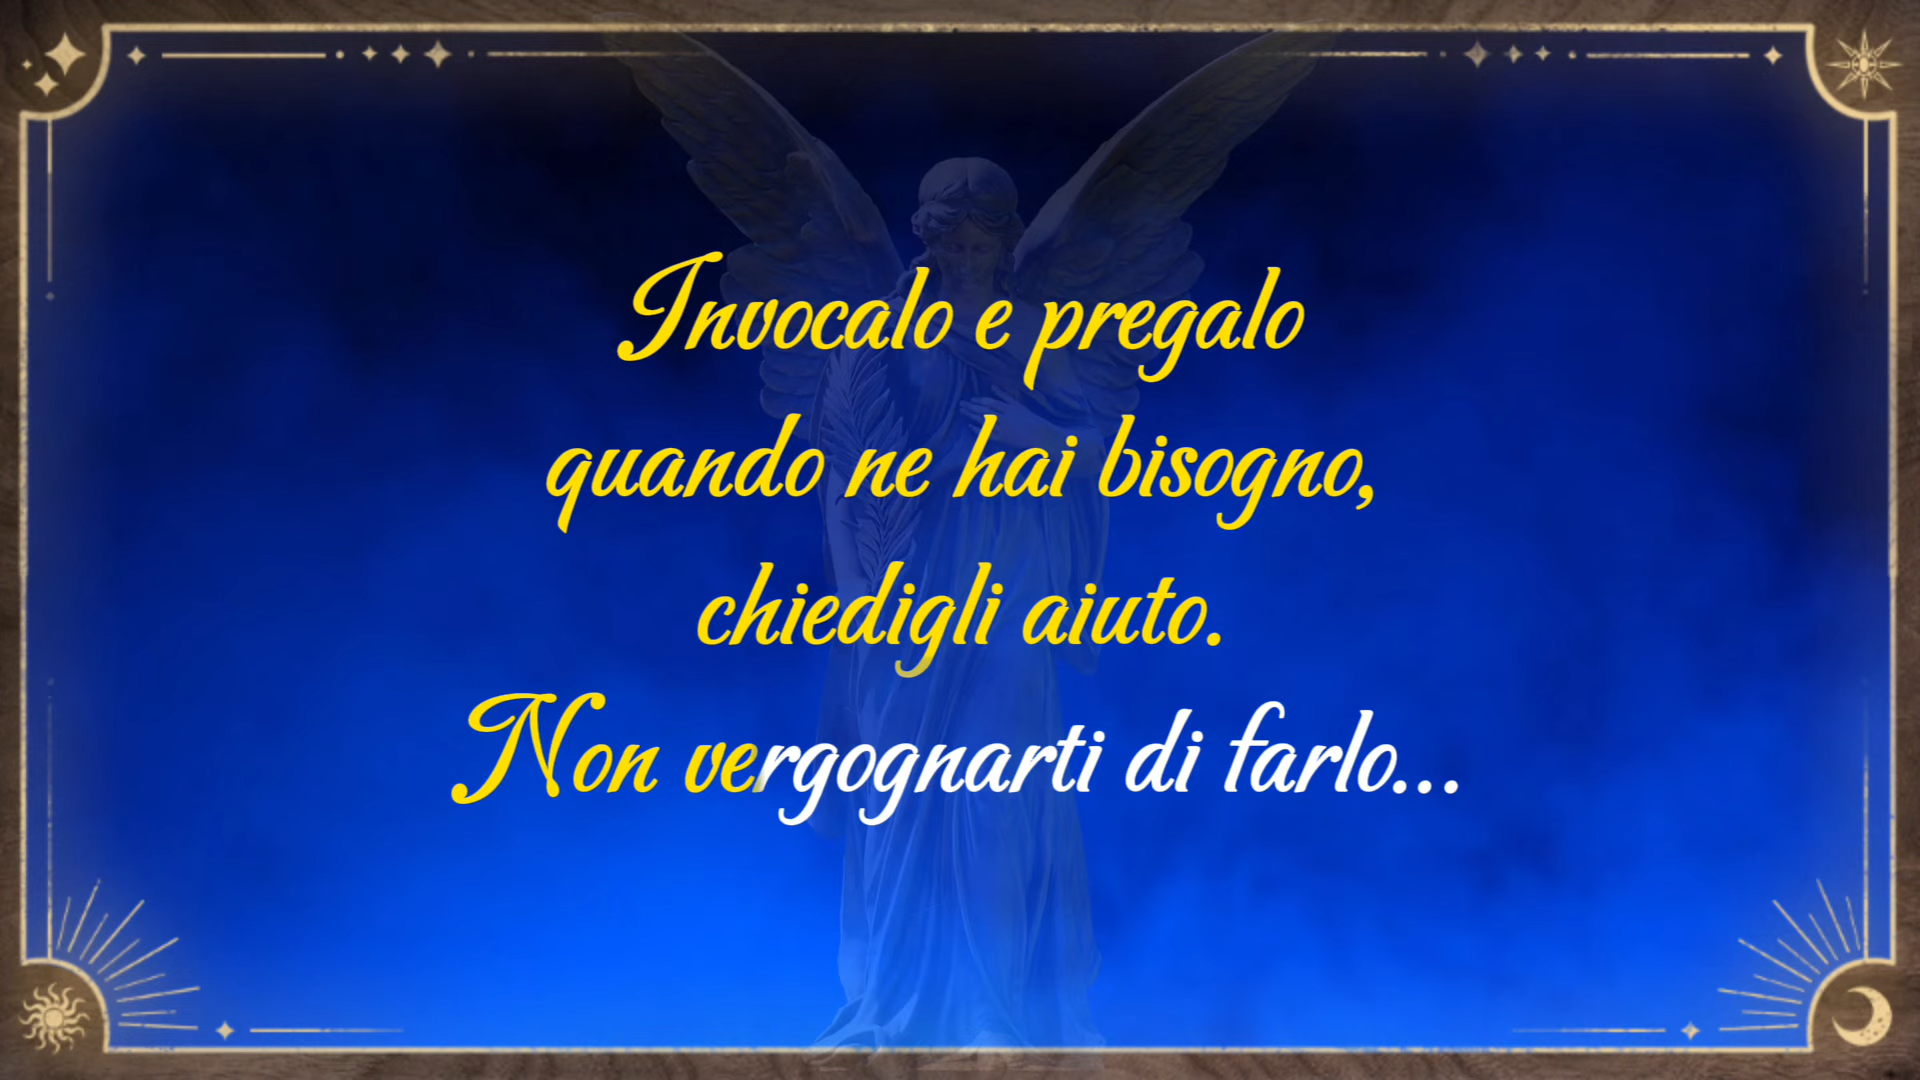 Invocalo e pregalo
quando ne hai bisogno,
chiedigli aiuto.
Non vergognarti di farlo...